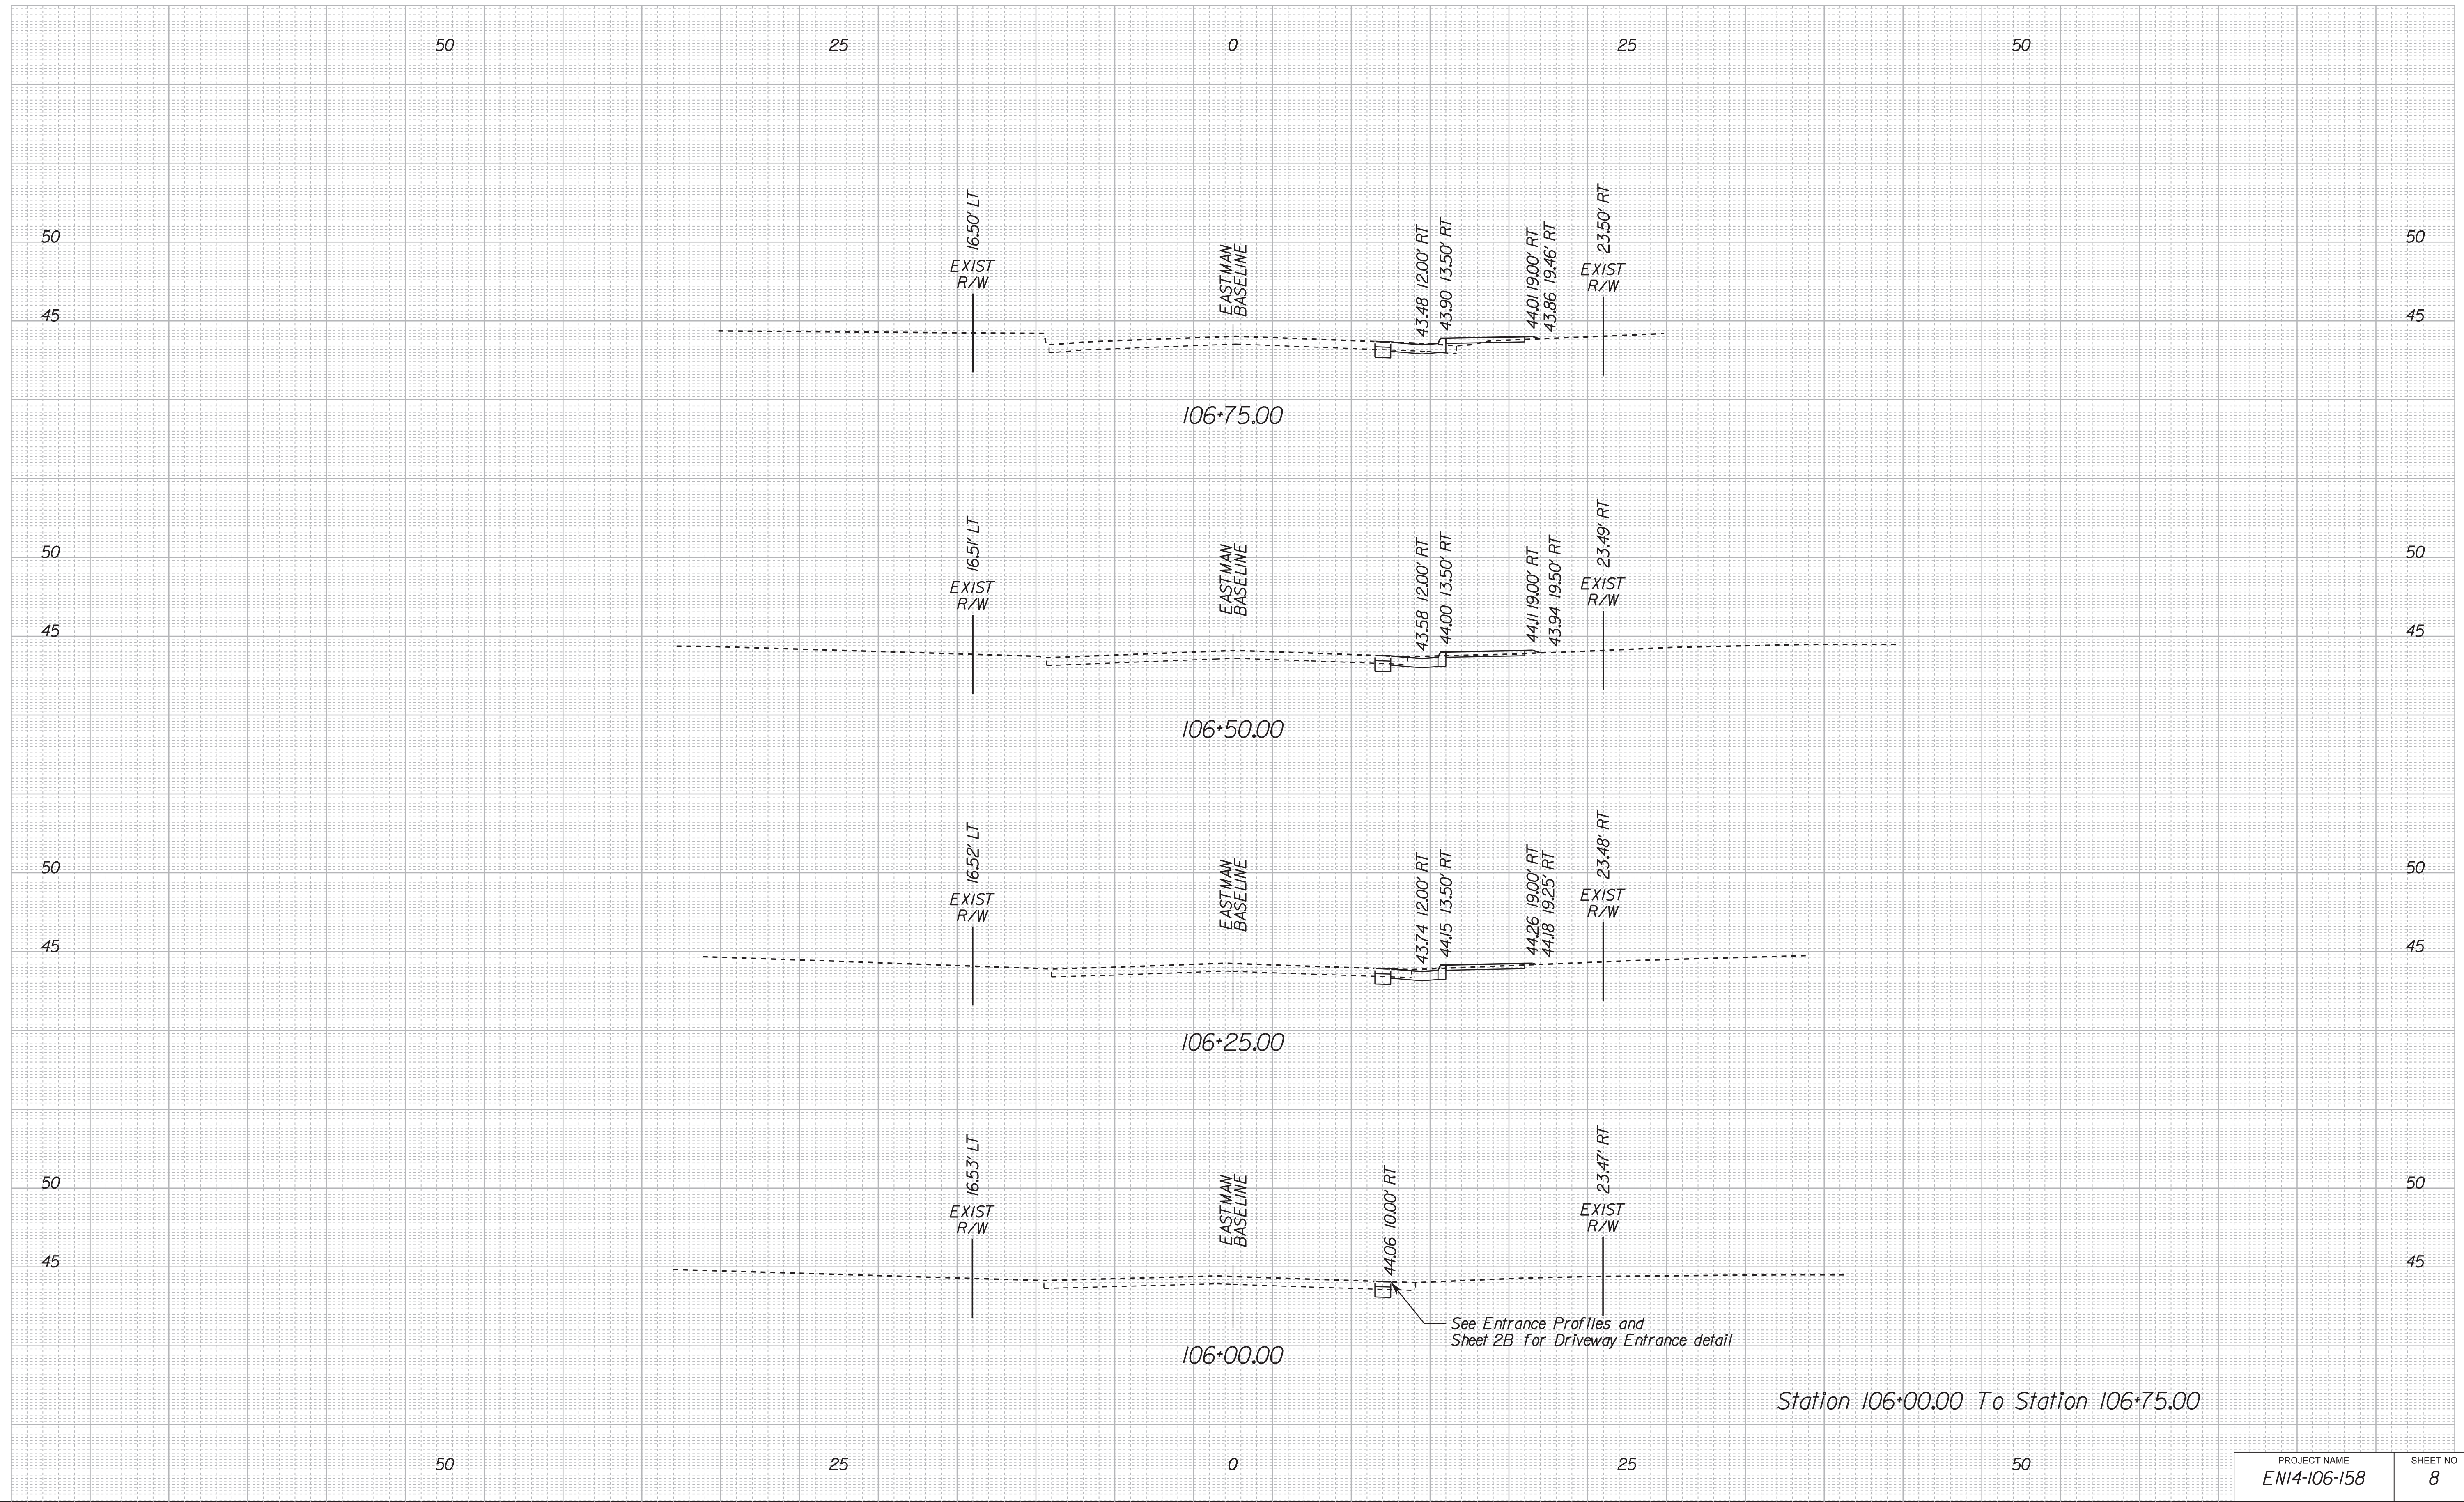 50 25 0 25 50
16.50' LT
EXIST
R/W
EASTMAN
BASELINE
43.48 12.00' RT
43.90 13.50' RT
44.01 19.00' RT
43.86 19.46' RT
23.50' RT
EXIST
R/W
50 50
45 45
106+75.00
16.51' LT
EXIST
R/W
EASTMAN
BASELINE
43.58 12.00' RT
44.00 13.50' RT
44.11 19.00' RT
43.94 19.50' RT
23.49' RT
EXIST
R/W
50 50
45 45
106+50.00
16.52' LT
EXIST
R/W
EASTMAN
BASELINE
43.74 12.00' RT
44.15 13.50' RT
44.26 19.00' RT
44.18 19.25' RT
23.48' RT
EXIST
R/W
50 50
45 45
106+25.00
16.53' LT
EXIST
R/W
EASTMAN
BASELINE
44.06 10.00' RT
23.47' RT
EXIST
R/W
50 50
45 45
See Entrance Profiles and
Sheet 2B for Driveway Entrance detail
106+00.00
Station 106+00.00 To Station 106+75.00
50 25 0 25 50
PROJECT NAME
EN14-106-158
SHEET NO.
8